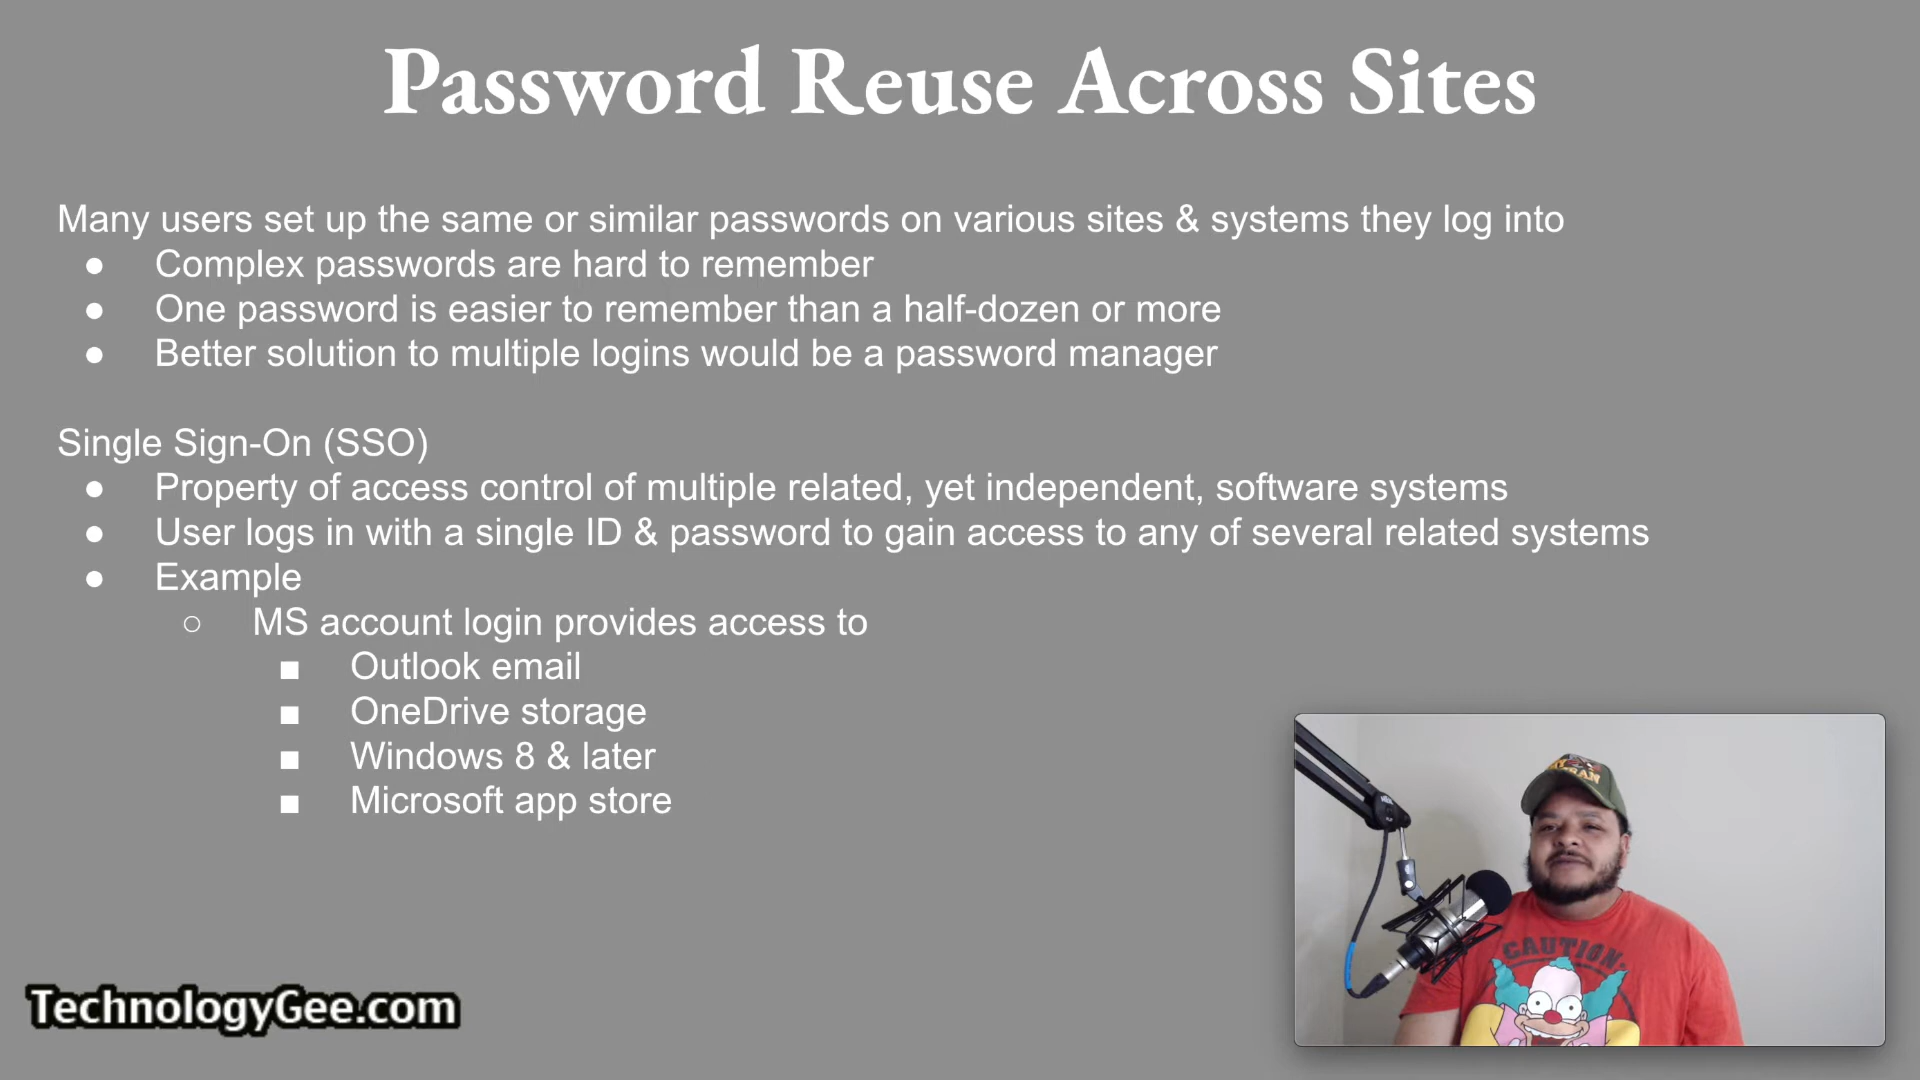 Password Reuse Across Sites
Many users set up the same or similar passwords on various sites & systems they log into
● Complex passwords are hard to remember
● One password is easier to remember than a half-dozen or more
● Better solution to multiple logins would be a password manager
Single Sign-On (SSO)
● Property of access control of multiple related, yet independent, software systems
● User logs in with a single ID & password to gain access to any of several related systems
● Example
○ MS account login provides access to
■ Outlook email
■ OneDrive storage
■ Windows 8 & later
■ Microsoft app store
CAUTION
TechnologyGee.com